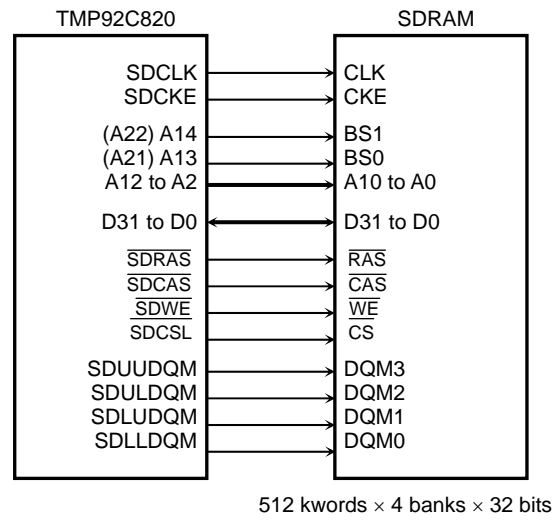 TMP92C820 SDRAM
SDCLK CLK
SDCKE CKE
(A22) A14 BS1
(A21) A13 BS0
A12 to A2 A10 to A0
D31 to D0 D31 to D0
SDRAS RAS
SDCAS CAS
SDWE WE
SDCSL CS
SDUUDQM DQM3
SDULDQM DQM2
SDLUDQM DQM1
SDLLDQM DQM0
512 kwords × 4 banks × 32 bits